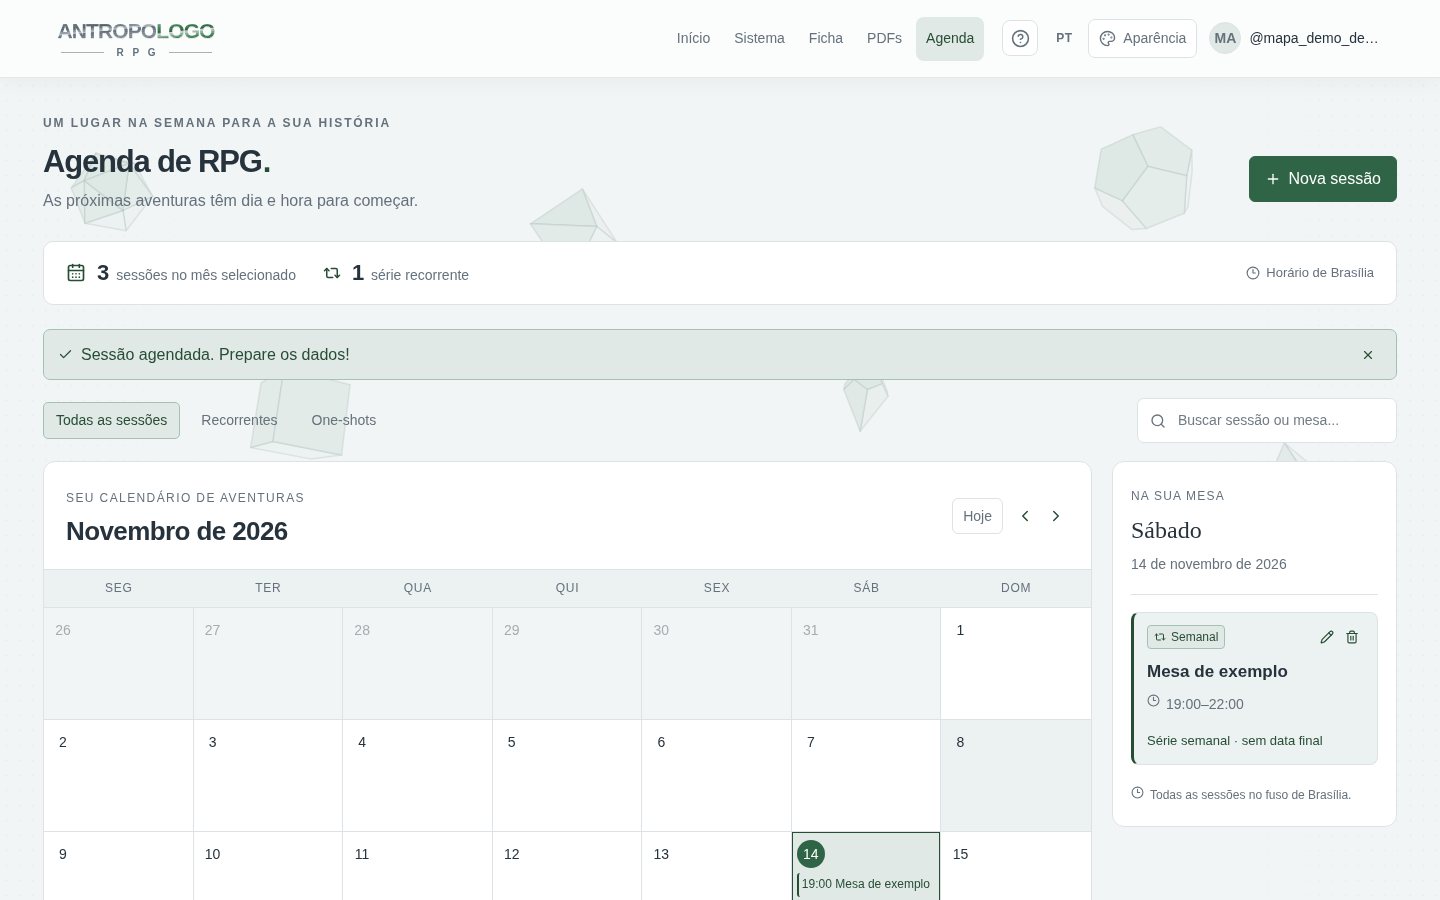 ANTROPOLOGO
RPG
Início
Sistema
Ficha
PDFs
Agenda
PT
Aparência
MA
@mapa_demo_de...
UM LUGAR NA SEMANA PARA A SUA HISTÓRIA
Agenda de RPG.
As próximas aventuras têm dia e hora para começar.
Nova sessão
3 sessões no mês selecionado
1 série recorrente
Horário de Brasília
Sessão agendada. Prepare os dados!
Todas as sessões
Recorrentes
One-shots
Buscar sessão ou mesa...
SEU CALENDÁRIO DE AVENTURAS
Novembro de 2026
Hoje
SEG TER QUA QUI SEX SÁB DOM
26 27 28 29 30 31 1
2 3 4 5 6 7 8
9 10 11 12 13 14 15
19:00 Mesa de exemplo
NA SUA MESA
Sábado
14 de novembro de 2026
Semanal
Mesa de exemplo
19:00–22:00
Série semanal · sem data final
Todas as sessões no fuso de Brasília.